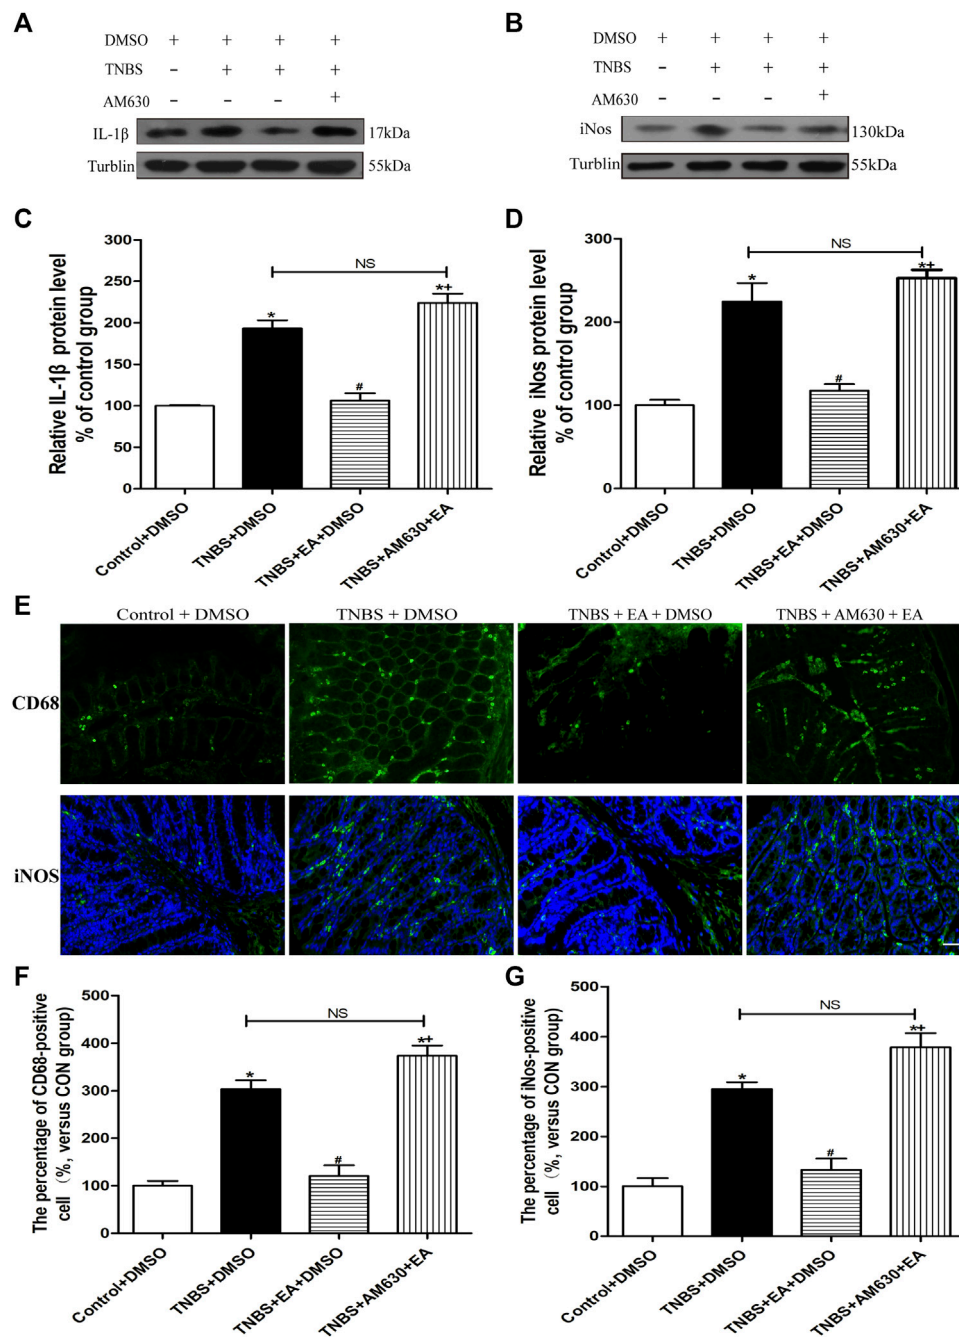 A
DMSO + + + +
TNBS - + + +
AM630 - - - +
IL-1β 17kDa
Turblin 55kDa
B
DMSO + + + +
TNBS - + + +
AM630 - - - +
iNos 130kDa
Turblin 55kDa
C
Relative IL-1β protein level
% of control group
300
250
200
150
100
50
0
NS
*
#
*+
Control+DMSO
TNBS+DMSO
TNBS+EA+DMSO
TNBS+AM630+EA
D
Relative iNos protein level
% of control group
300
200
100
0
NS
*
#
*+
Control+DMSO
TNBS+DMSO
TNBS+EA+DMSO
TNBS+AM630+EA
E
Control + DMSO TNBS + DMSO TNBS + EA + DMSO TNBS + AM630 + EA
CD68
iNOS
F
The percentage of CD68-positive
cell (%, versus CON group)
500
400
300
200
100
0
NS
*
#
*+
Control+DMSO
TNBS+DMSO
TNBS+EA+DMSO
TNBS+AM630+EA
G
The percentage of iNos-positive
cell (%, versus CON group)
500
400
300
200
100
0
NS
*
#
*+
Control+DMSO
TNBS+DMSO
TNBS+EA+DMSO
TNBS+AM630+EA